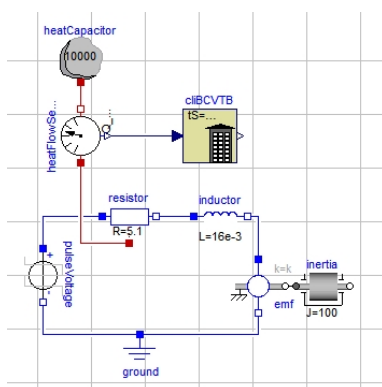 heatCapacitor
10000
cliBCVTB
tS=...
heatFlowSe...
resistor
inductor
R=5.1
L=16e-3
pulseVoltage
+
-
k=k
inertia
emf
J=100
ground